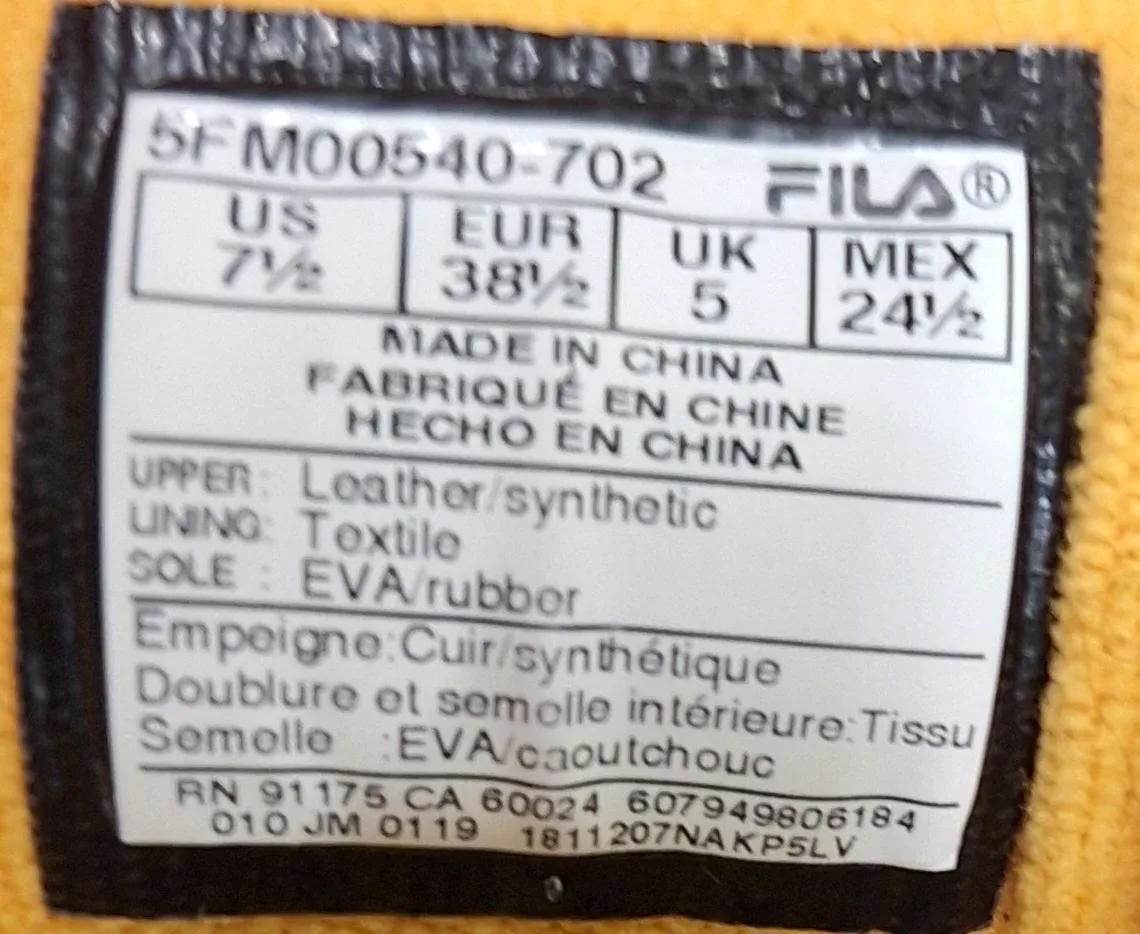 5FM00540-702 FILA®
US EUR UK MEX
7½ 38½ 5 24½
MADE IN CHINA
FABRIQUÉ EN CHINE
HECHO EN CHINA
UPPER: Leather/synthetic
LINING: Textile
SOLE : EVA/rubber
Empeigne:Cuir/synthétique
Doublure et semelle intérieure:Tissu
Semelle :EVA/caoutchouc
RN 91175 CA 60024 607949806184
010 JM 0119 1811207NAKP5LV